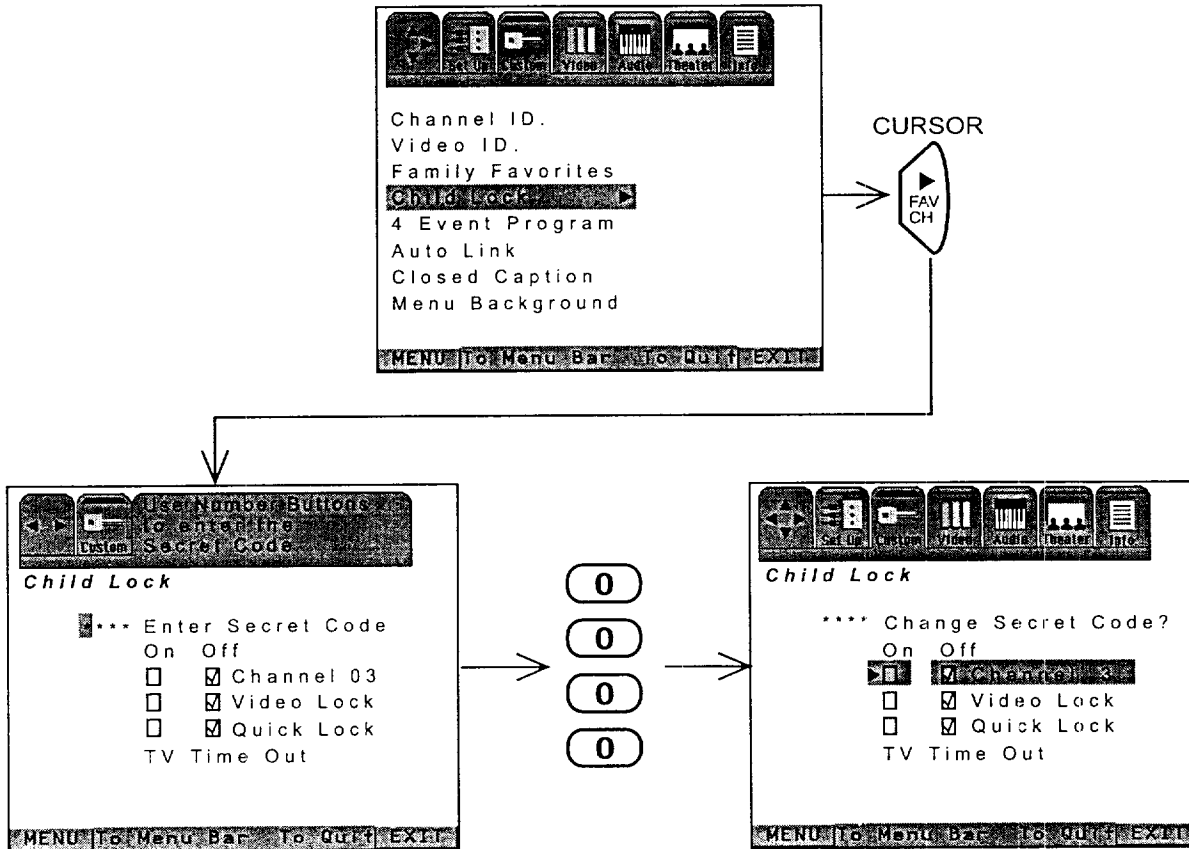 Set Up Custom Video Audio Theater Info
Channel ID.
Video ID.
Family Favorites
Child Lock
4 Event Program
Auto Link
Closed Caption
Menu Background
MENU To Menu Bar To Quit EXIT
CURSOR
FAV
CH
Custom
Use Number Buttons
to enter the
Secret Code
Child Lock
**** Enter Secret Code
On Off
Channel 03
Video Lock
Quick Lock
TV Time Out
MENU To Menu Bar To Quit EXIT
0
0
0
0
Set Up Custom Video Audio Theater Info
Child Lock
**** Change Secret Code?
On Off
Channel 3
Video Lock
Quick Lock
TV Time Out
MENU To Menu Bar To Quit EXIT